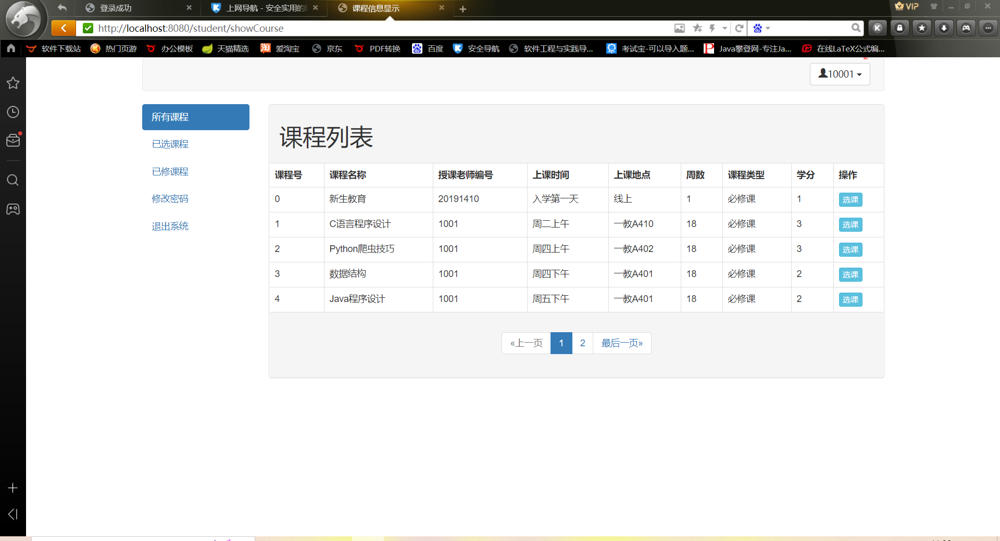 登录成功
上网导航 - 安全实用的
课程信息显示
VIP
http://localhost:8080/student/showCourse
软件下载站 热门页游 办公模板 天猫精选 爱淘宝 京东 PDF转换 百度 安全导航 软件工程与实践导... 考试宝-可以导入题... Java攀登网-专注Ja... 在线LaTeX公式编...
10001
所有课程
已选课程
已修课程
修改密码
退出系统
课程列表
课程号 课程名称 授课老师编号 上课时间 上课地点 周数 课程类型 学分 操作
0 新生教育 20191410 入学第一天 线上 1 必修课 1 选课
1 C语言程序设计 1001 周二上午 一教A410 18 必修课 3 选课
2 Python爬虫技巧 1001 周四上午 一教A402 18 必修课 3 选课
3 数据结构 1001 周四下午 一教A401 18 必修课 2 选课
4 Java程序设计 1001 周五下午 一教A401 18 必修课 2 选课
«上一页 1 2 最后一页»